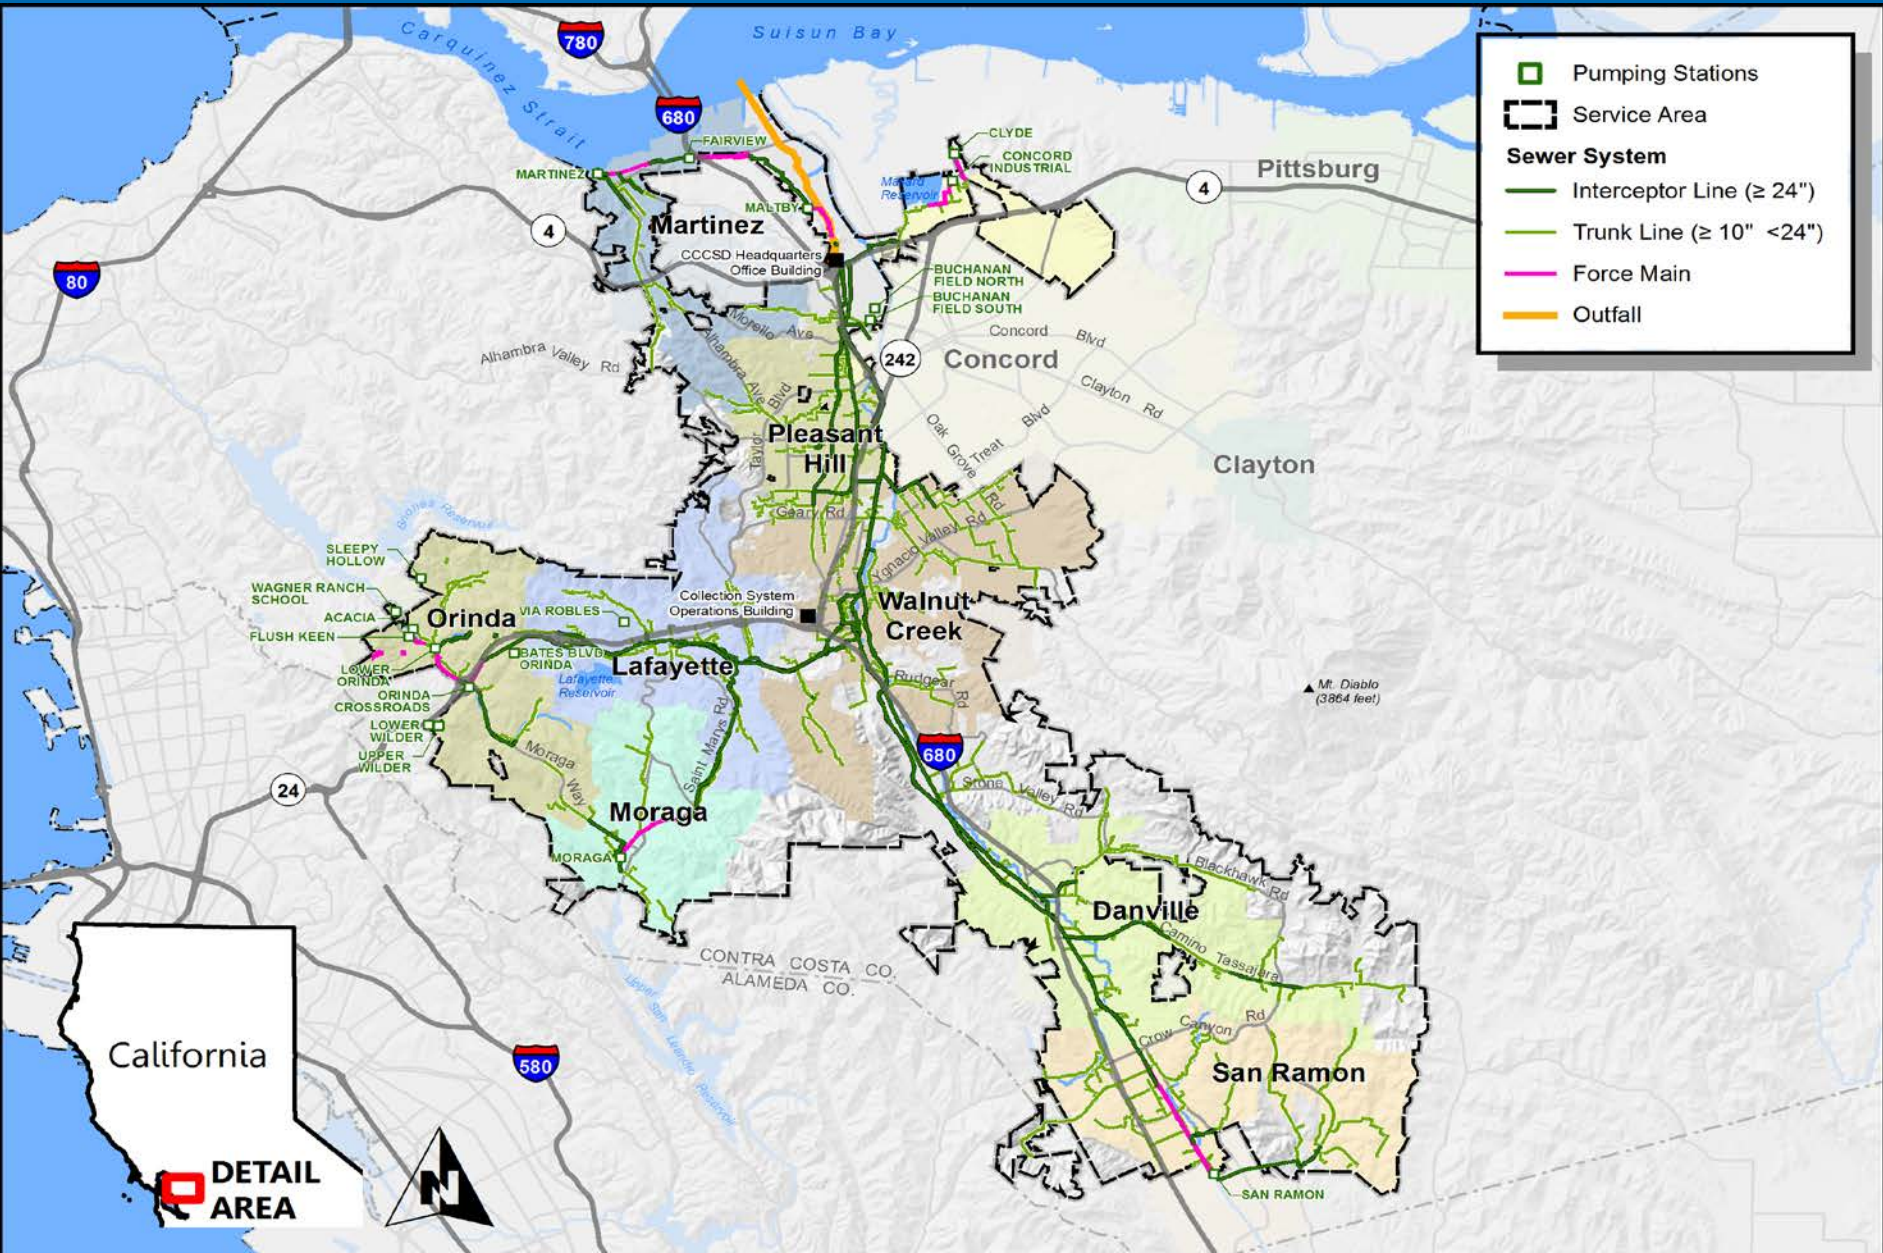 Carquinez Strait
Suisun Bay
780
680
Pumping Stations
Service Area
Sewer System
Interceptor Line (≥ 24")
Trunk Line (≥ 10" <24")
Force Main
Outfall
FAIRVIEW
MARTINEZ
MALTBY
Martinez
CLYDE
CONCORD
INDUSTRIAL
Mallard
Reservoir
4
Pittsburg
4
80
CCCSD Headquarters
Office Building
BUCHANAN
FIELD NORTH
BUCHANAN
FIELD SOUTH
Morello Ave
Alhambra Valley Rd
Alhambra Ave
242
Concord Blvd
Concord
Clayton Rd
Taylor Blvd
Oak Grove Rd
Treat Blvd
Pleasant
Hill
Clayton
Geary Rd
Ygnacio Valley Rd
Briones Reservoir
SLEEPY
HOLLOW
WAGNER RANCH
SCHOOL
ACACIA
FLUSH KEEN
Orinda
VIA ROBLES
Collection System
Operations Building
Walnut
Creek
LOWER
ORINDA
BATES BLVD
ORINDA
Lafayette
Lafayette
Reservoir
ORINDA
CROSSROADS
LOWER
WILDER
UPPER
WILDER
Rudgear Rd
Mt. Diablo
(3864 feet)
680
Moraga Way
Saint Marys Rd
Stone Valley Rd
24
Moraga
MORAGA
Blackhawk Rd
Danville
Camino Tassajara
CONTRA COSTA CO.
ALAMEDA CO.
Upper San Leandro Reservoir
Crow Canyon Rd
San Ramon
California
580
DETAIL
AREA
N
SAN RAMON